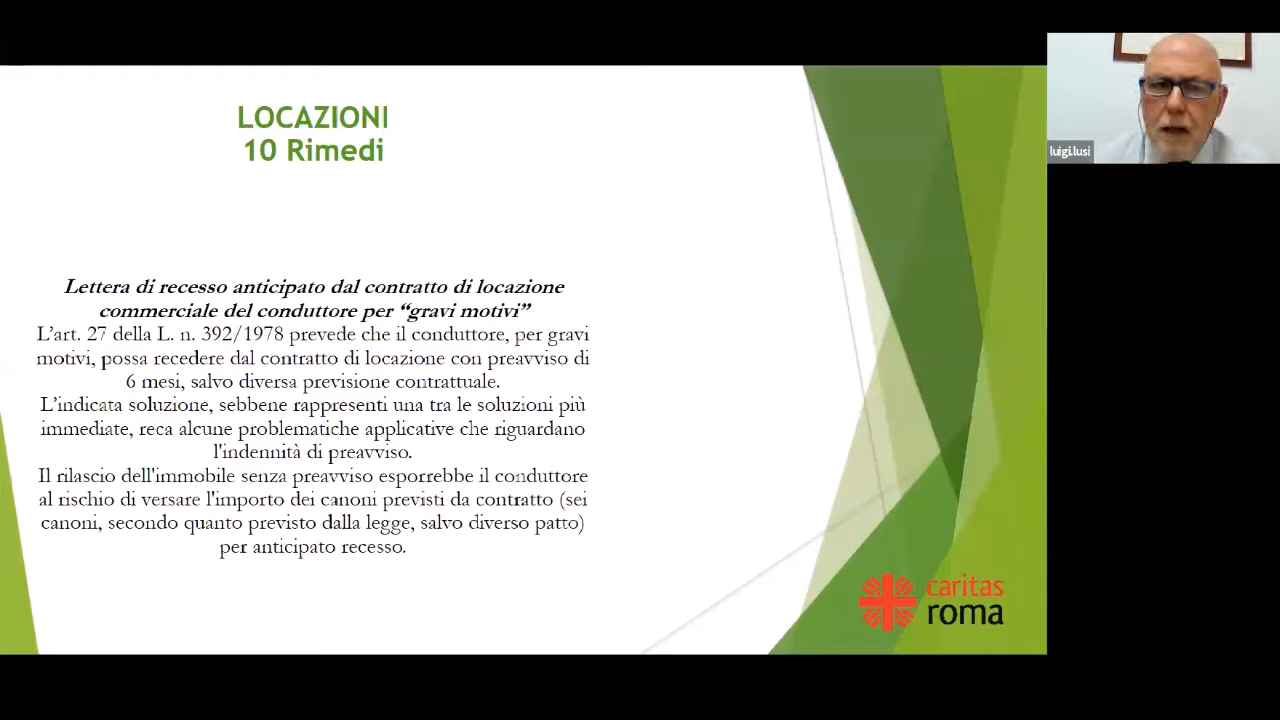 LOCAZIONI
10 Rimedi
Lettera di recesso anticipato dal contratto di locazione
commerciale del conduttore per “gravi motivi”
L’art. 27 della L. n. 392/1978 prevede che il conduttore, per gravi
motivi, possa recedere dal contratto di locazione con preavviso di
6 mesi, salvo diversa previsione contrattuale.
L’indicata soluzione, sebbene rappresenti una tra le soluzioni più
immediate, reca alcune problematiche applicative che riguardano
l'indennità di preavviso.
Il rilascio dell'immobile senza preavviso esporrebbe il conduttore
al rischio di versare l'importo dei canoni previsti da contratto (sei
canoni, secondo quanto previsto dalla legge, salvo diverso patto)
per anticipato recesso.
caritas
roma
luigi.lusi